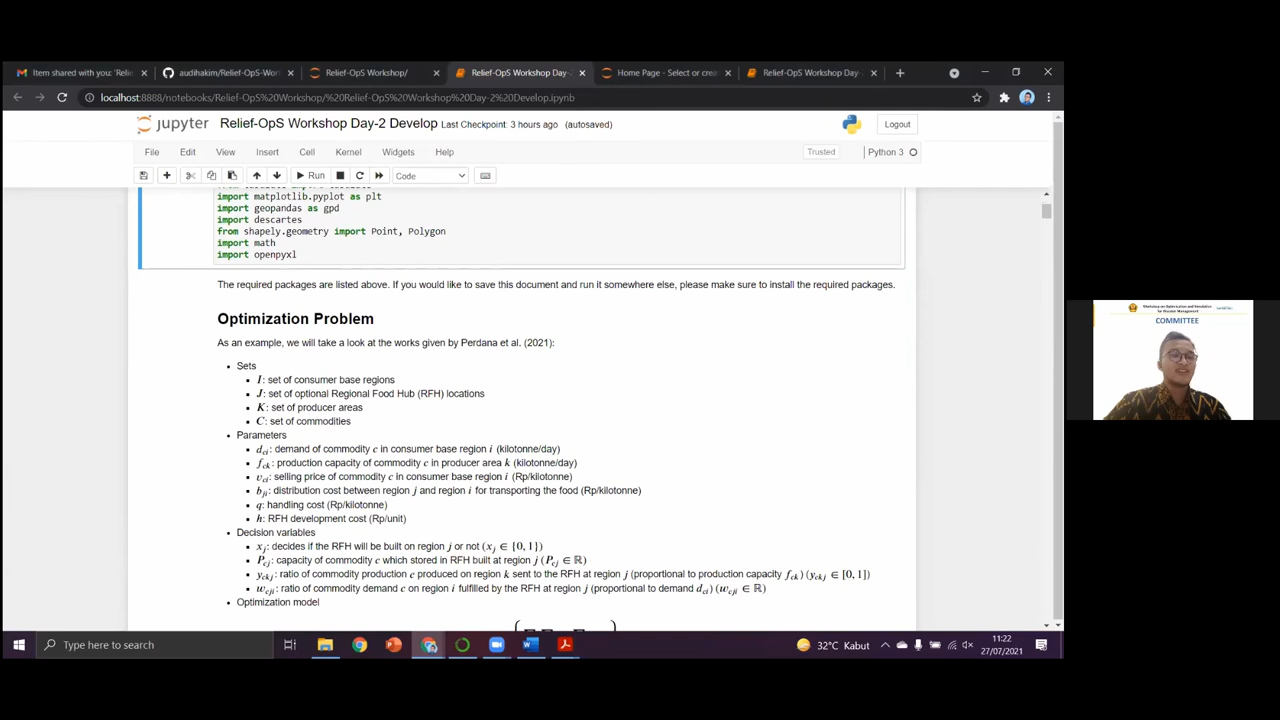 Item shared with you: 'Relie
audihakim/Relief-OpS-Wor
Relief-OpS Workshop/
Relief-OpS Workshop Day-
Home Page - Select or crea
Relief-OpS Workshop Day-
localhost:8888/notebooks/Relief-OpS%20Workshop/%20Relief-OpS%20Workshop%20Day-2%20Develop.ipynb
jupyter Relief-OpS Workshop Day-2 Develop Last Checkpoint: 3 hours ago (autosaved)
Logout
File Edit View Insert Cell Kernel Widgets Help
Trusted
Python 3
Run
Code
import matplotlib.pyplot as plt
import geopandas as gpd
import descartes
from shapely.geometry import Point, Polygon
import math
import openpyxl
The required packages are listed above. If you would like to save this document and run it somewhere else, please make sure to install the required packages.
Optimization Problem
As an example, we will take a look at the works given by Perdana et al. (2021):
• Sets
▪ I: set of consumer base regions
▪ J: set of optional Regional Food Hub (RFH) locations
▪ K: set of producer areas
▪ C: set of commodities
• Parameters
▪ d_ci: demand of commodity c in consumer base region i (kilotonne/day)
▪ f_ck: production capacity of commodity c in producer area k (kilotonne/day)
▪ v_ci: selling price of commodity c in consumer base region i (Rp/kilotonne)
▪ b_ji: distribution cost between region j and region i for transporting the food (Rp/kilotonne)
▪ q: handling cost (Rp/kilotonne)
▪ h: RFH development cost (Rp/unit)
• Decision variables
▪ x_j: decides if the RFH will be built on region j or not (x_j ∈ {0, 1})
▪ P_cj: capacity of commodity c which stored in RFH built at region j (P_cj ∈ ℝ)
▪ y_ckj: ratio of commodity production c produced on region k sent to the RFH at region j (proportional to production capacity f_ck) (y_ckj ∈ [0, 1])
▪ w_cji: ratio of commodity demand c on region i fulfilled by the RFH at region j (proportional to demand d_ci) (w_cji ∈ ℝ)
• Optimization model
Workshop on Optimization and Simulation
for Disaster Management
COMMITTEE
Type here to search
32°C Kabut
11:22
27/07/2021